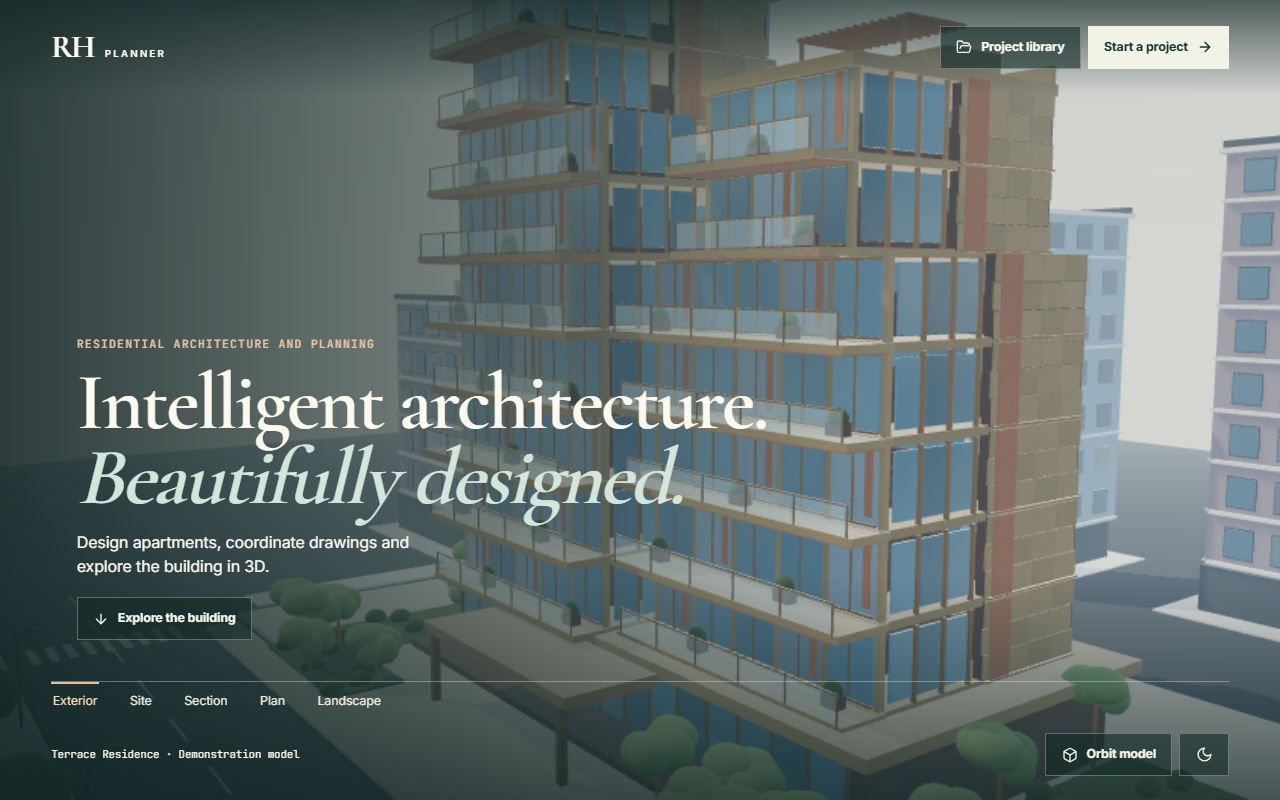 RH PLANNER
Project library
Start a project
RESIDENTIAL ARCHITECTURE AND PLANNING
Intelligent architecture.
Beautifully designed.
Design apartments, coordinate drawings and
explore the building in 3D.
Explore the building
Exterior Site Section Plan Landscape
Terrace Residence · Demonstration model
Orbit model